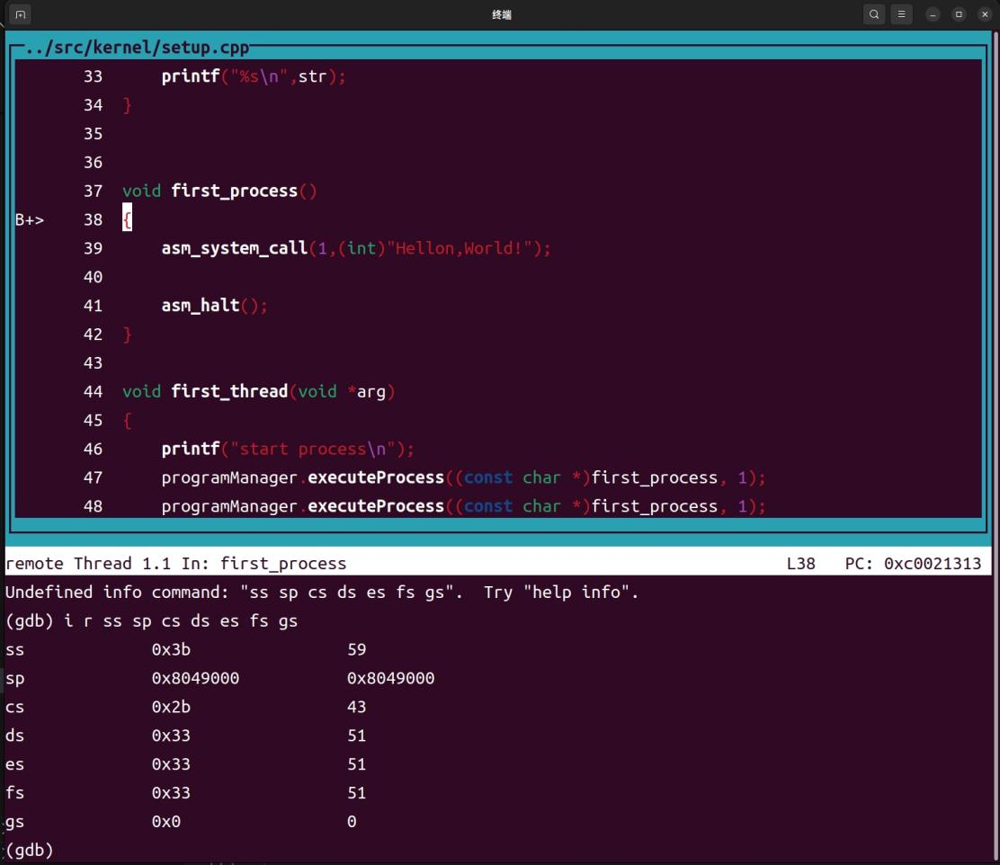 终端
../src/kernel/setup.cpp
33 printf("%s\n",str);
34 }
35
36
37 void first_process()
B+> 38 {
39 asm_system_call(1,(int)"Hellon,World!");
40
41 asm_halt();
42 }
43
44 void first_thread(void *arg)
45 {
46 printf("start process\n");
47 programManager.executeProcess((const char *)first_process, 1);
48 programManager.executeProcess((const char *)first_process, 1);
remote Thread 1.1 In: first_process L38 PC: 0xc0021313
Undefined info command: "ss sp cs ds es fs gs". Try "help info".
(gdb) i r ss sp cs ds es fs gs
ss 0x3b 59
sp 0x8049000 0x8049000
cs 0x2b 43
ds 0x33 51
es 0x33 51
fs 0x33 51
gs 0x0 0
(gdb)